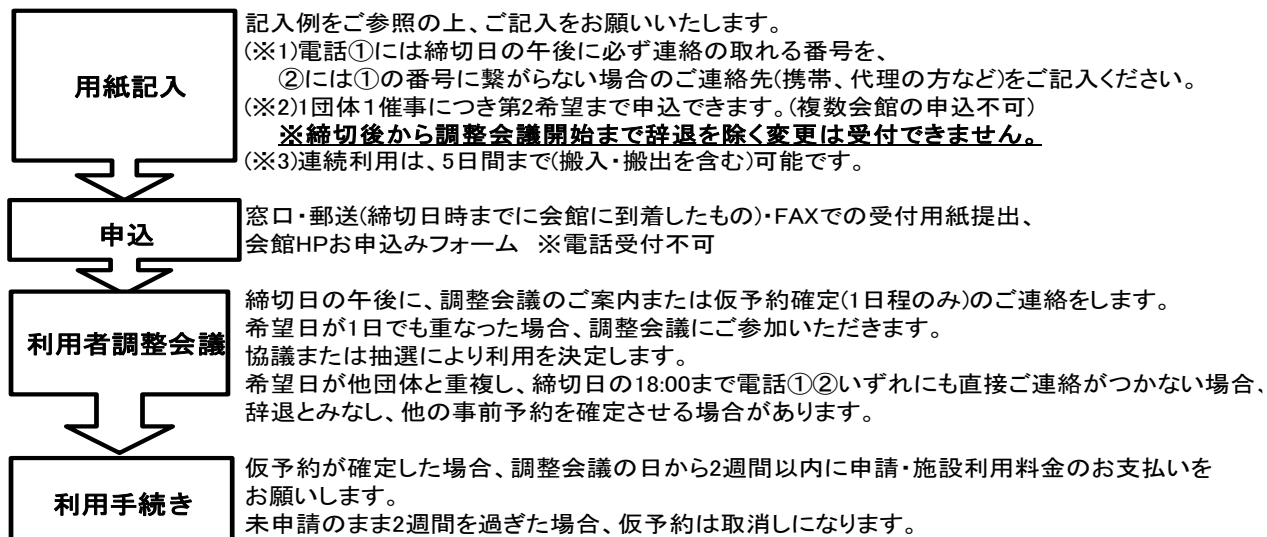 用紙記入
記入例をご参照の上、ご記入をお願いいたします。
(※1)電話①には締切日の午後に必ず連絡の取れる番号を、
②には①の番号に繋がらない場合のご連絡先(携帯、代理の方など)をご記入ください。
(※2)1団体1催事につき第2希望まで申込できます。(複数会館の申込不可)
※締切後から調整会議開始まで辞退を除く変更は受付できません。
(※3)連続利用は、5日間まで(搬入・搬出を含む)可能です。
申込
窓口・郵送(締切日時までに会館に到着したもの)・FAXでの受付用紙提出、
会館HPお申込みフォーム ※電話受付不可
利用者調整会議
締切日の午後に、調整会議のご案内または仮予約確定(1日程のみ)のご連絡をします。
希望日が1日でも重なった場合、調整会議にご参加いただきます。
協議または抽選により利用を決定します。
希望日が他団体と重複し、締切日の18:00まで電話①②いずれにも直接ご連絡がつかない場合、
辞退とみなし、他の事前予約を確定させる場合があります。
利用手続き
仮予約が確定した場合、調整会議の日から2週間以内に申請・施設利用料金のお支払いを
お願いします。
未申請のまま2週間を過ぎた場合、仮予約は取消しになります。